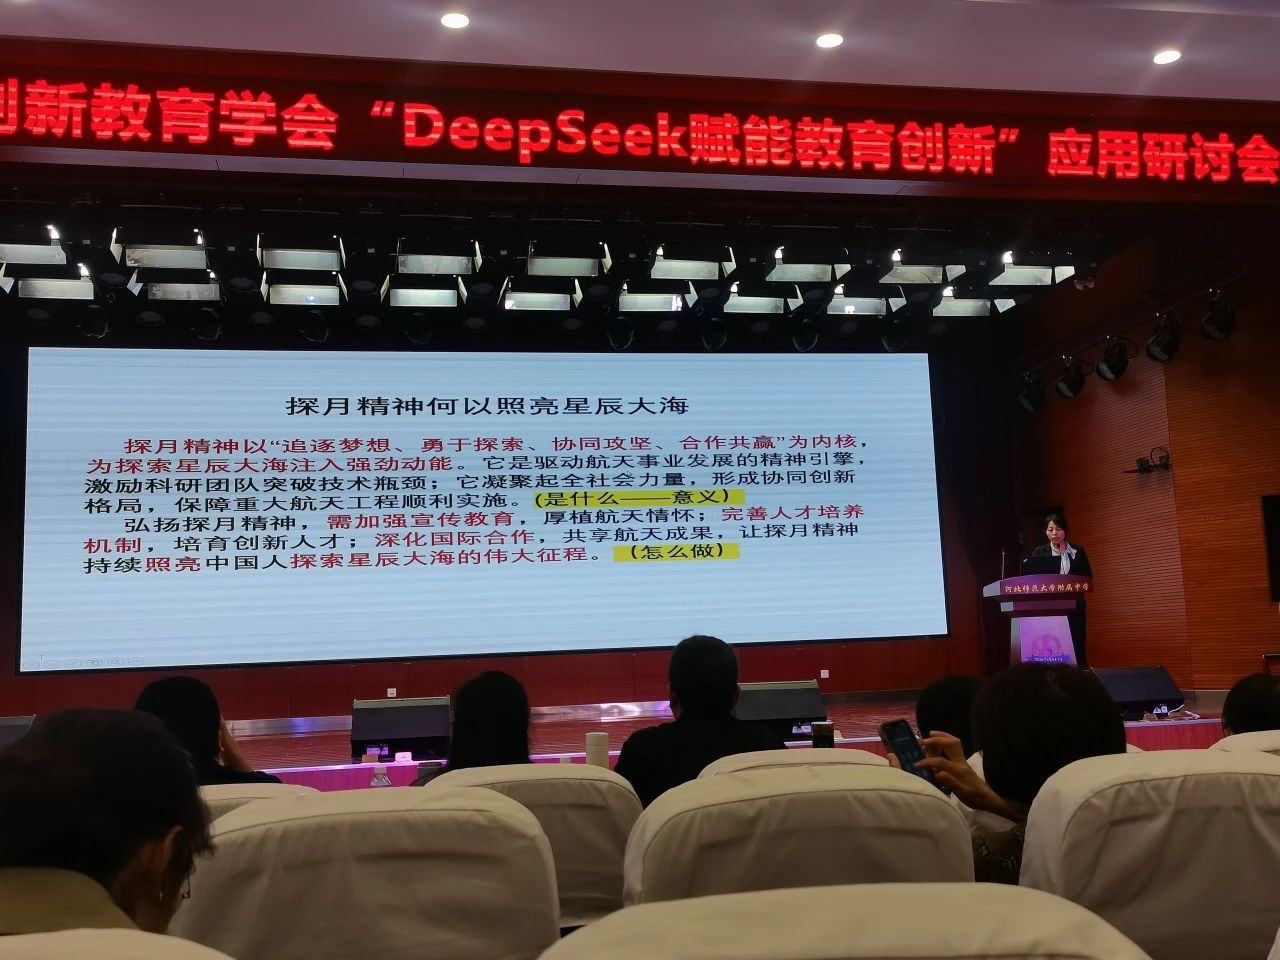 创新教育学会“DeepSeek赋能教育创新”应用研讨会
探月精神何以照亮星辰大海
探月精神以“追逐梦想、勇于探索、协同攻坚、合作共赢”为内核，
为探索星辰大海注入强劲动能。它是驱动航天事业发展的精神引擎，
激励科研团队突破技术瓶颈；它凝聚起全社会力量，形成协同创新
格局，保障重大航天工程顺利实施。(是什么——意义)
弘扬探月精神，需加强宣传教育，厚植航天情怀；完善人才培养
机制，培育创新人才；深化国际合作，共享航天成果，让探月精神
持续照亮中国人探索星辰大海的伟大征程。（怎么做）
河北师范大学附属中学